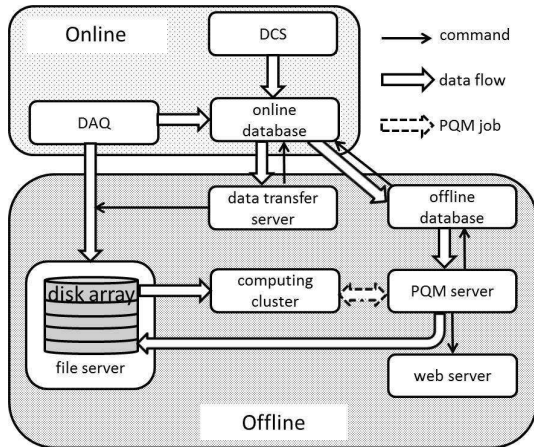 Online
DCS
command
data flow
DAQ
online
database
PQM job
data transfer
server
offline
database
disk array
computing
cluster
PQM server
file server
web server
Offline